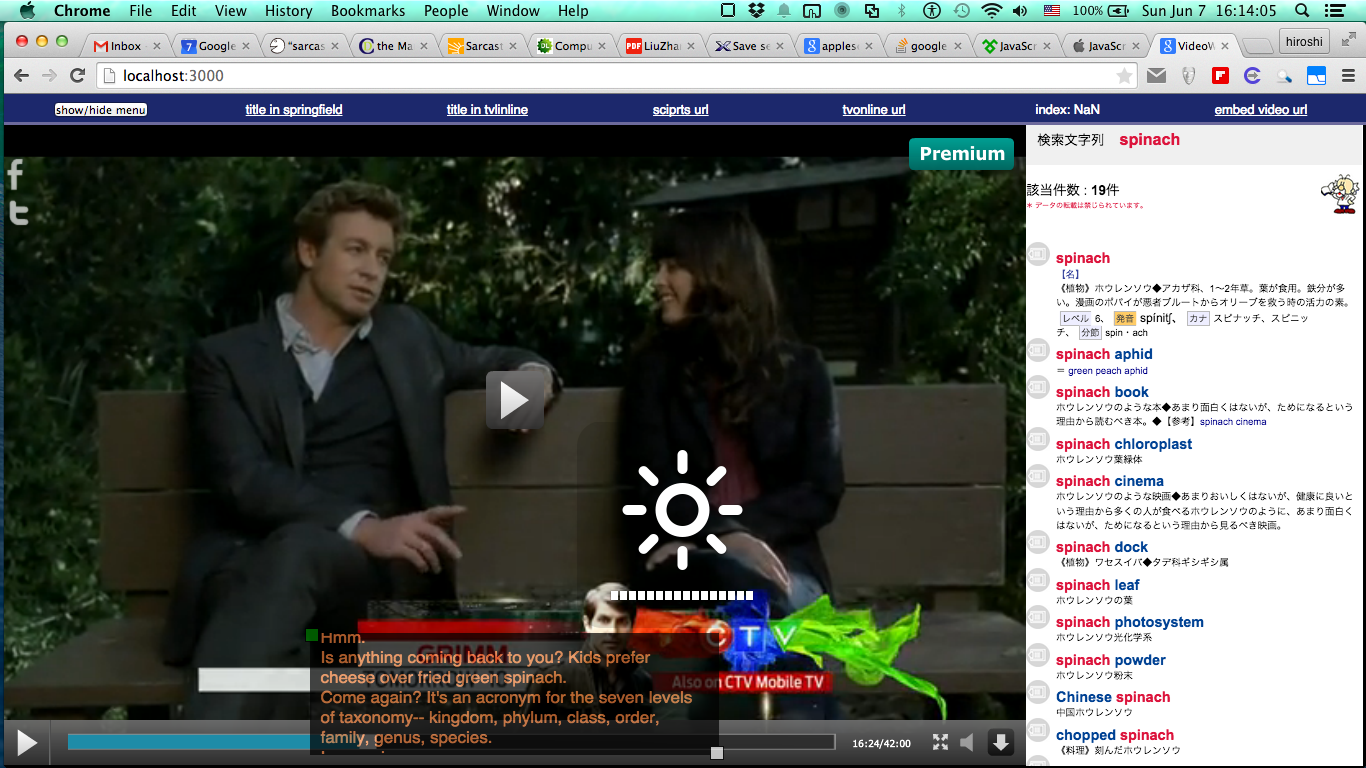 Chrome File Edit View History Bookmarks People Window Help 100% Sun Jun 7 16:14:05
Inbox Google "sarcas the Ma Sarcast Compu LiuZhar Save se applesc google JavaScr JavaScr VideoW hiroshi
localhost:3000
show/hide menu title in springfield title in tvlinline sciprts url tvonline url index: NaN embed video url
Premium
検索文字列 spinach
該当件数 : 19件
* データの転載は禁じられています。
spinach
【名】
《植物》ホウレンソウ◆アカザ科、1〜2年草。葉が食用。鉄分が多
い。漫画のポパイが悪者ブルートからオリーブを救う時の活力の素。
レベル 6、 発音 spínitʃ、 カナ スピナッチ、スピニッ
チ、 分節 spin・ach
spinach aphid
= green peach aphid
spinach book
ホウレンソウのような本◆あまり面白くはないが、ためになるという
理由から読むべき本。◆【参考】spinach cinema
spinach chloroplast
ホウレンソウ葉緑体
spinach cinema
ホウレンソウのような映画◆あまりおいしくはないが、健康に良いと
いう理由から多くの人が食べるホウレンソウのように、あまり面白く
はないが、ためになるという理由から見るべき映画。
spinach dock
《植物》ワセスイバ◆タデ科ギシギシ属
spinach leaf
ホウレンソウの葉
spinach photosystem
ホウレンソウ光化学系
spinach powder
ホウレンソウ粉末
Chinese spinach
中国ホウレンソウ
chopped spinach
《料理》刻んだホウレンソウ
CTV
GRIMM
Also on CTV Mobile TV
Hmm.
Is anything coming back to you? Kids prefer
cheese over fried green spinach.
Come again? It's an acronym for the seven levels
of taxonomy-- kingdom, phylum, class, order,
family, genus, species.
16:24/42:00